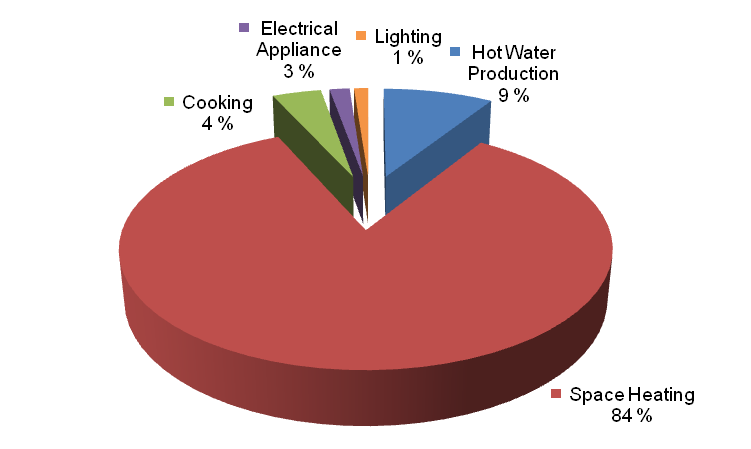 Electrical
Appliance
3 %
Lighting
1 %
Hot Water
Production
9 %
Cooking
4 %
Space Heating
84 %